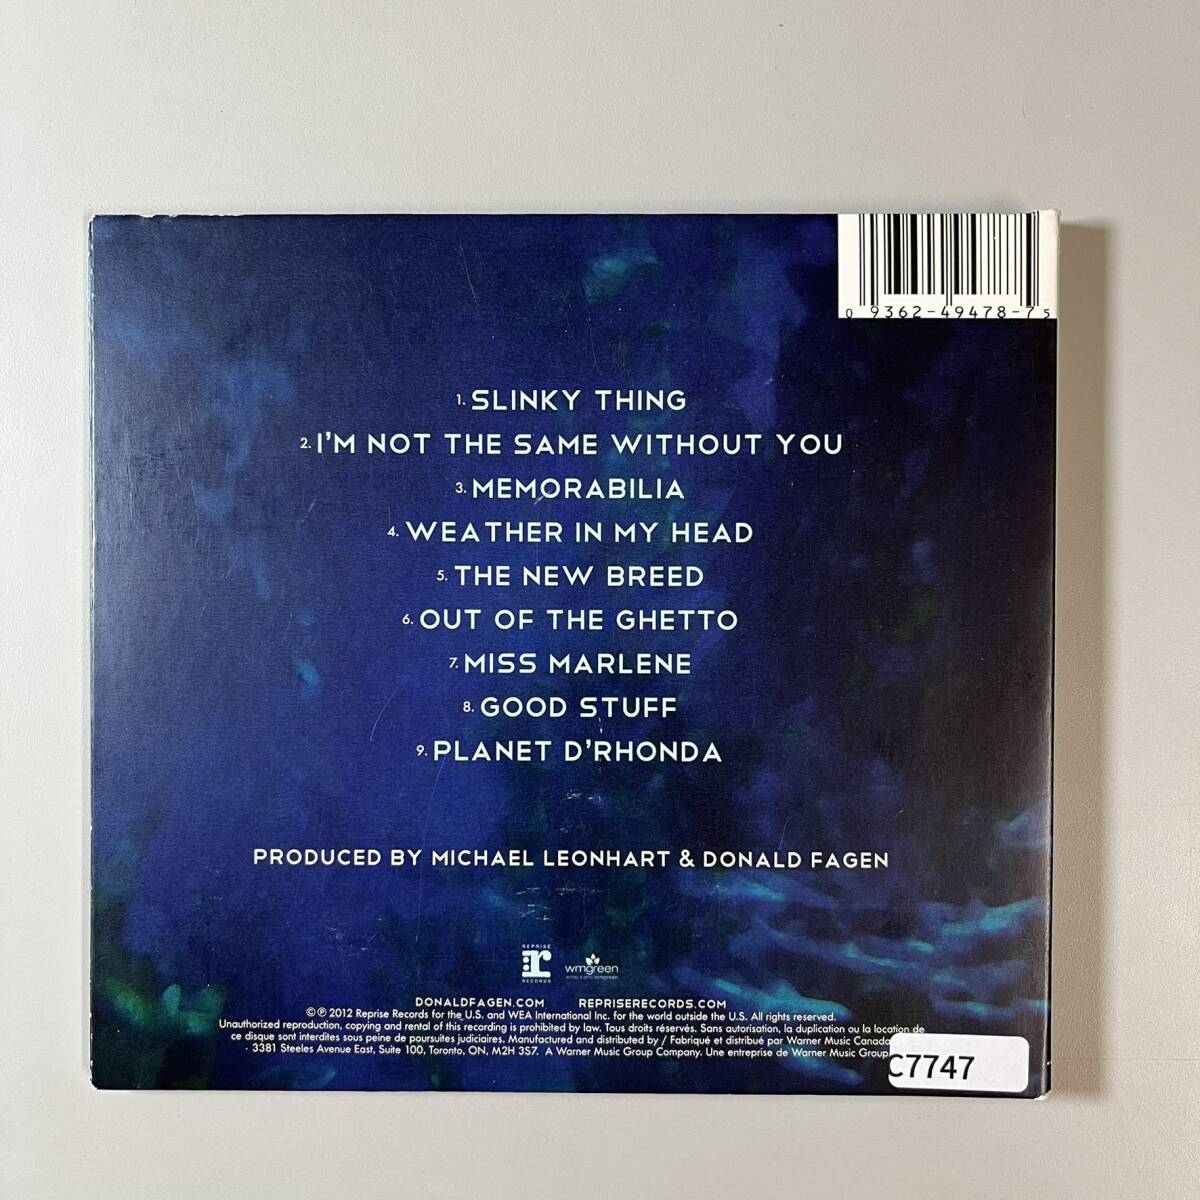 0 9362-49478-7 5
1. SLINKY THING
2. I'M NOT THE SAME WITHOUT YOU
3. MEMORABILIA
4. WEATHER IN MY HEAD
5. THE NEW BREED
6. OUT OF THE GHETTO
7. MISS MARLENE
8. GOOD STUFF
9. PLANET D'RHONDA
PRODUCED BY MICHAEL LEONHART & DONALD FAGEN
REPRISE
r
RECORDS
wmgreen
DONALDFAGEN.COM REPRISERECORDS.COM
©℗ 2012 Reprise Records for the U.S. and WEA International Inc. for the world outside the U.S. All rights reserved.
Unauthorized reproduction, copying and rental of this recording is prohibited by law. Tous droits réservés. Sans autorisation, la duplication ou la location de
ce disque sont interdites sous peine de poursuites judiciaires. Manufactured and distributed by / Fabriqué et distribué par Warner Music Canada
3381 Steeles Avenue East, Suite 100, Toronto, ON, M2H 3S7. A Warner Music Group Company. Une entreprise de Warner Music Group
C7747